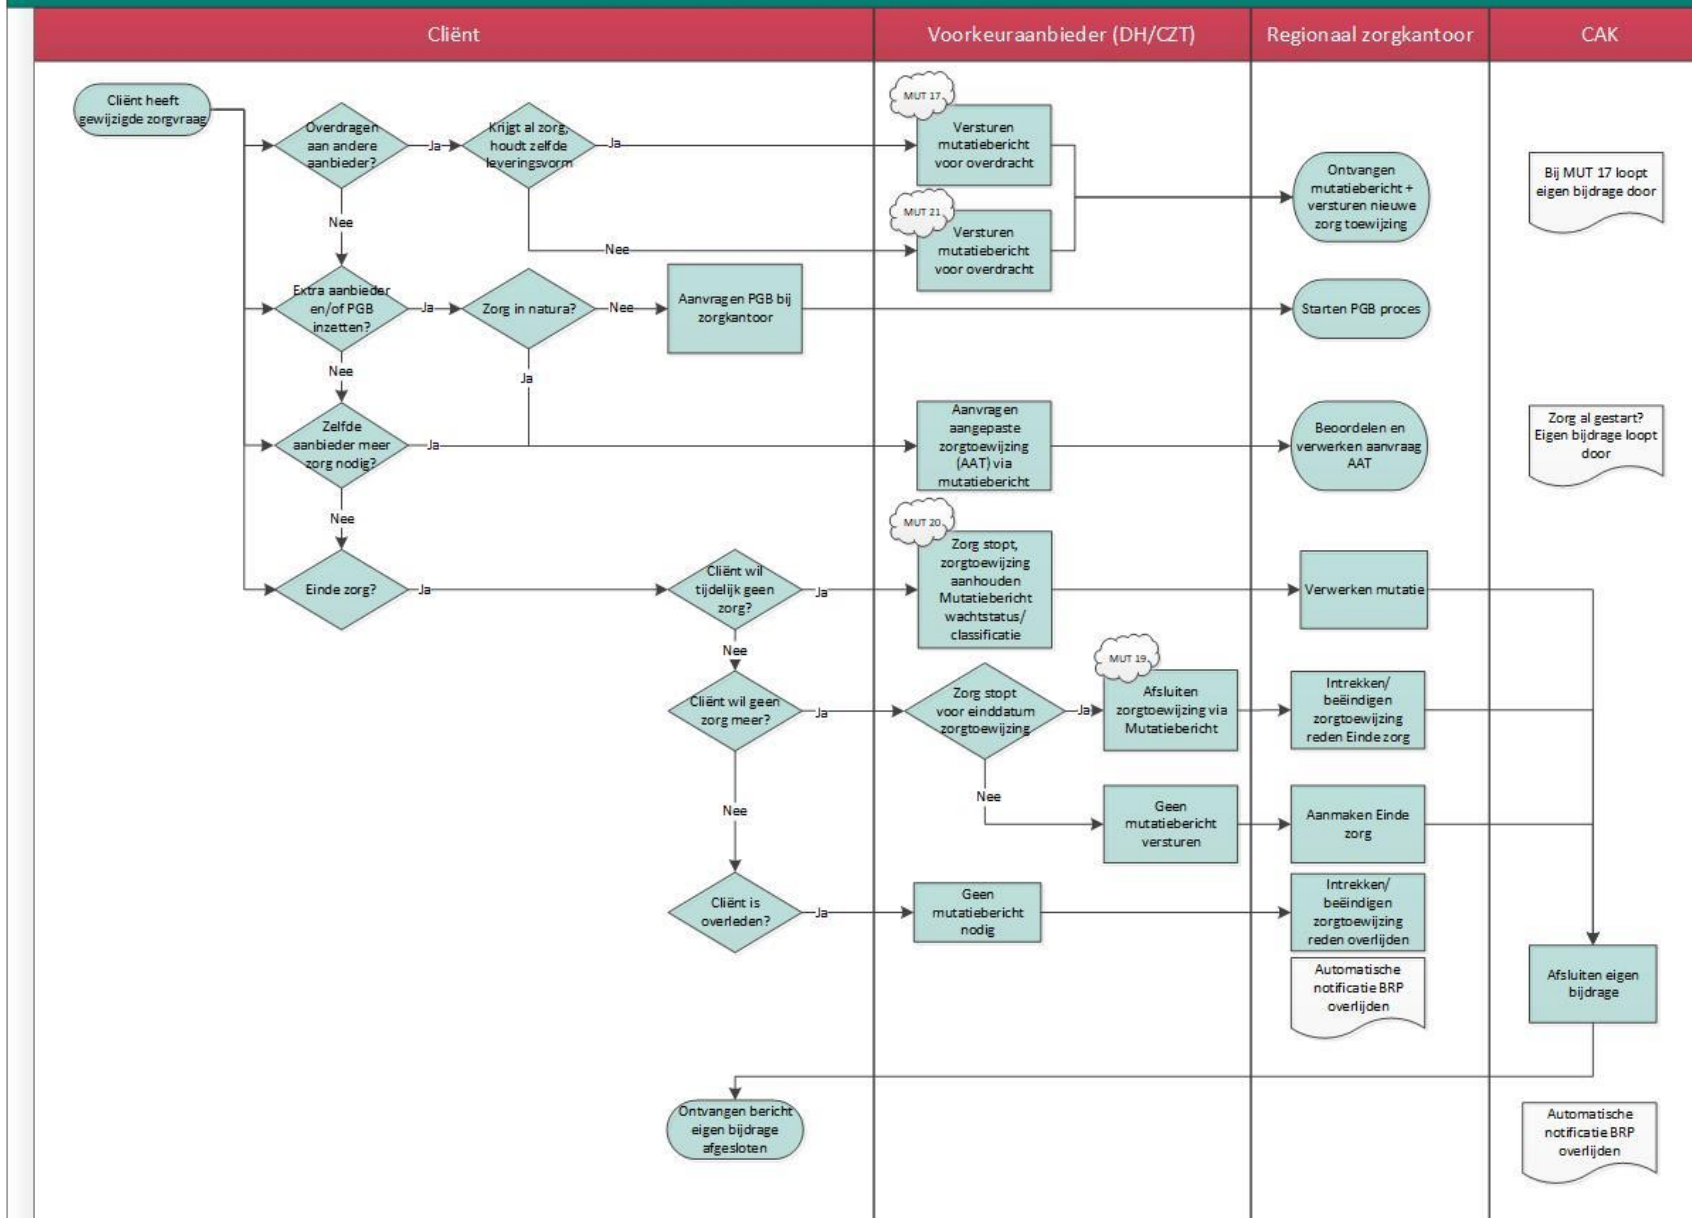 Cliënt
Voorkeuraanbieder (DH/CZT)
Regionaal zorgkantoor
CAK
Cliënt heeft
gewijzigde zorgvraag
Overdragen
aan andere
aanbieder?
Ja
Krijgt al zorg,
houdt zelfde
leveringsvorm
Ja
MUT 17
Versturen
mutatiebericht
voor overdracht
Ontvangen
mutatiebericht +
versturen nieuwe
zorg toewijzing
Bij MUT 17 loopt
eigen bijdrage door
Nee
Nee
MUT 21
Versturen
mutatiebericht
voor overdracht
Extra aanbieder
en/of PGB
inzetten?
Ja
Zorg in natura?
Nee
Aanvragen PGB bij
zorgkantoor
Starten PGB proces
Nee
Ja
Zelfde
aanbieder meer
zorg nodig?
Ja
Aanvragen
aangepaste
zorgtoewijzing
(AAT) via
mutatiebericht
Beoordelen en
verwerken aanvraag
AAT
Zorg al gestart?
Eigen bijdrage loopt
door
Nee
Einde zorg?
Ja
Cliënt wil
tijdelijk geen
zorg?
Ja
MUT 20
Zorg stopt,
zorgtoewijzing
aanhouden
Mutatiebericht
wachtstatus/
classificatie
Verwerken mutatie
Nee
Cliënt wil geen
zorg meer?
Ja
Zorg stopt
voor einddatum
zorgtoewijzing
Ja
MUT 19
Afsluiten
zorgtoewijzing via
Mutatiebericht
Intrekken/
beëindigen
zorgtoewijzing
reden Einde zorg
Nee
Nee
Geen
mutatiebericht
versturen
Aanmaken Einde
zorg
Cliënt is
overleden?
Ja
Geen
mutatiebericht
nodig
Intrekken/
beëindigen
zorgtoewijzing
reden overlijden
Automatische
notificatie BRP
overlijden
Afsluiten eigen
bijdrage
Ontvangen bericht
eigen bijdrage
afgesloten
Automatische
notificatie BRP
overlijden